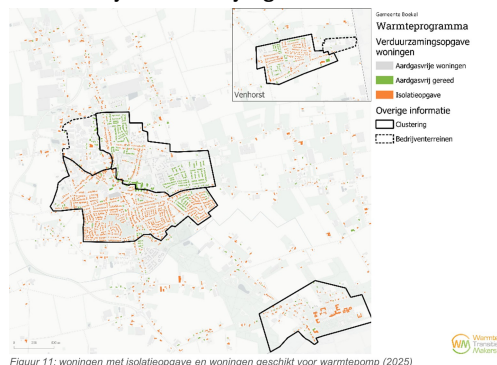 Gemeente Boekel
Warmteprogramma
Verduurzamingsopgave
woningen
Aardgasvrije woningen
Aardgasvrij gereed
Isolatieopgave
Overige informatie
Clustering
Bedrijventerreinen
Venhorst
Warmte
Transitie
Makers
Figuur 11: woningen met isolatieopgave en woningen geschikt voor warmtepomp (2025)